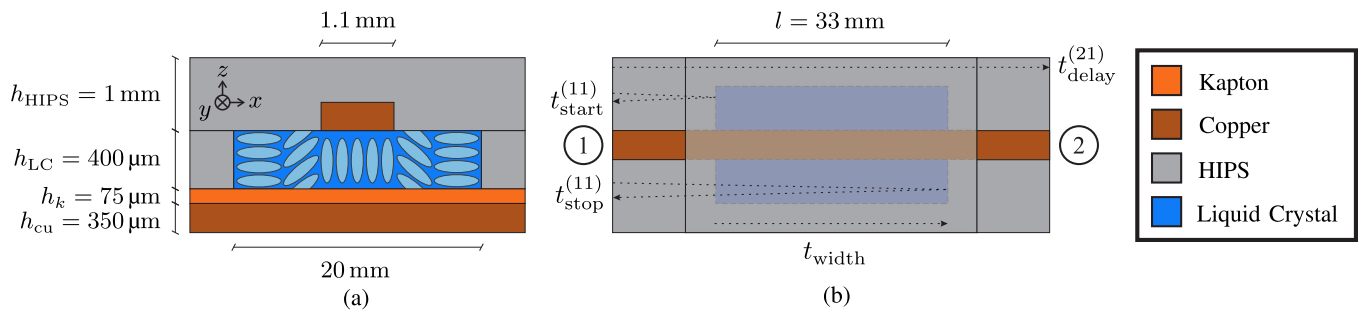 1.1 mm
h_HIPS = 1 mm
z
y x
h_LC = 400 µm
h_k = 75 µm
h_cu = 350 µm
20 mm
(a)
l = 33 mm
t_delay^(21)
t_start^(11)
1
2
t_stop^(11)
t_width
(b)
Kapton
Copper
HIPS
Liquid Crystal